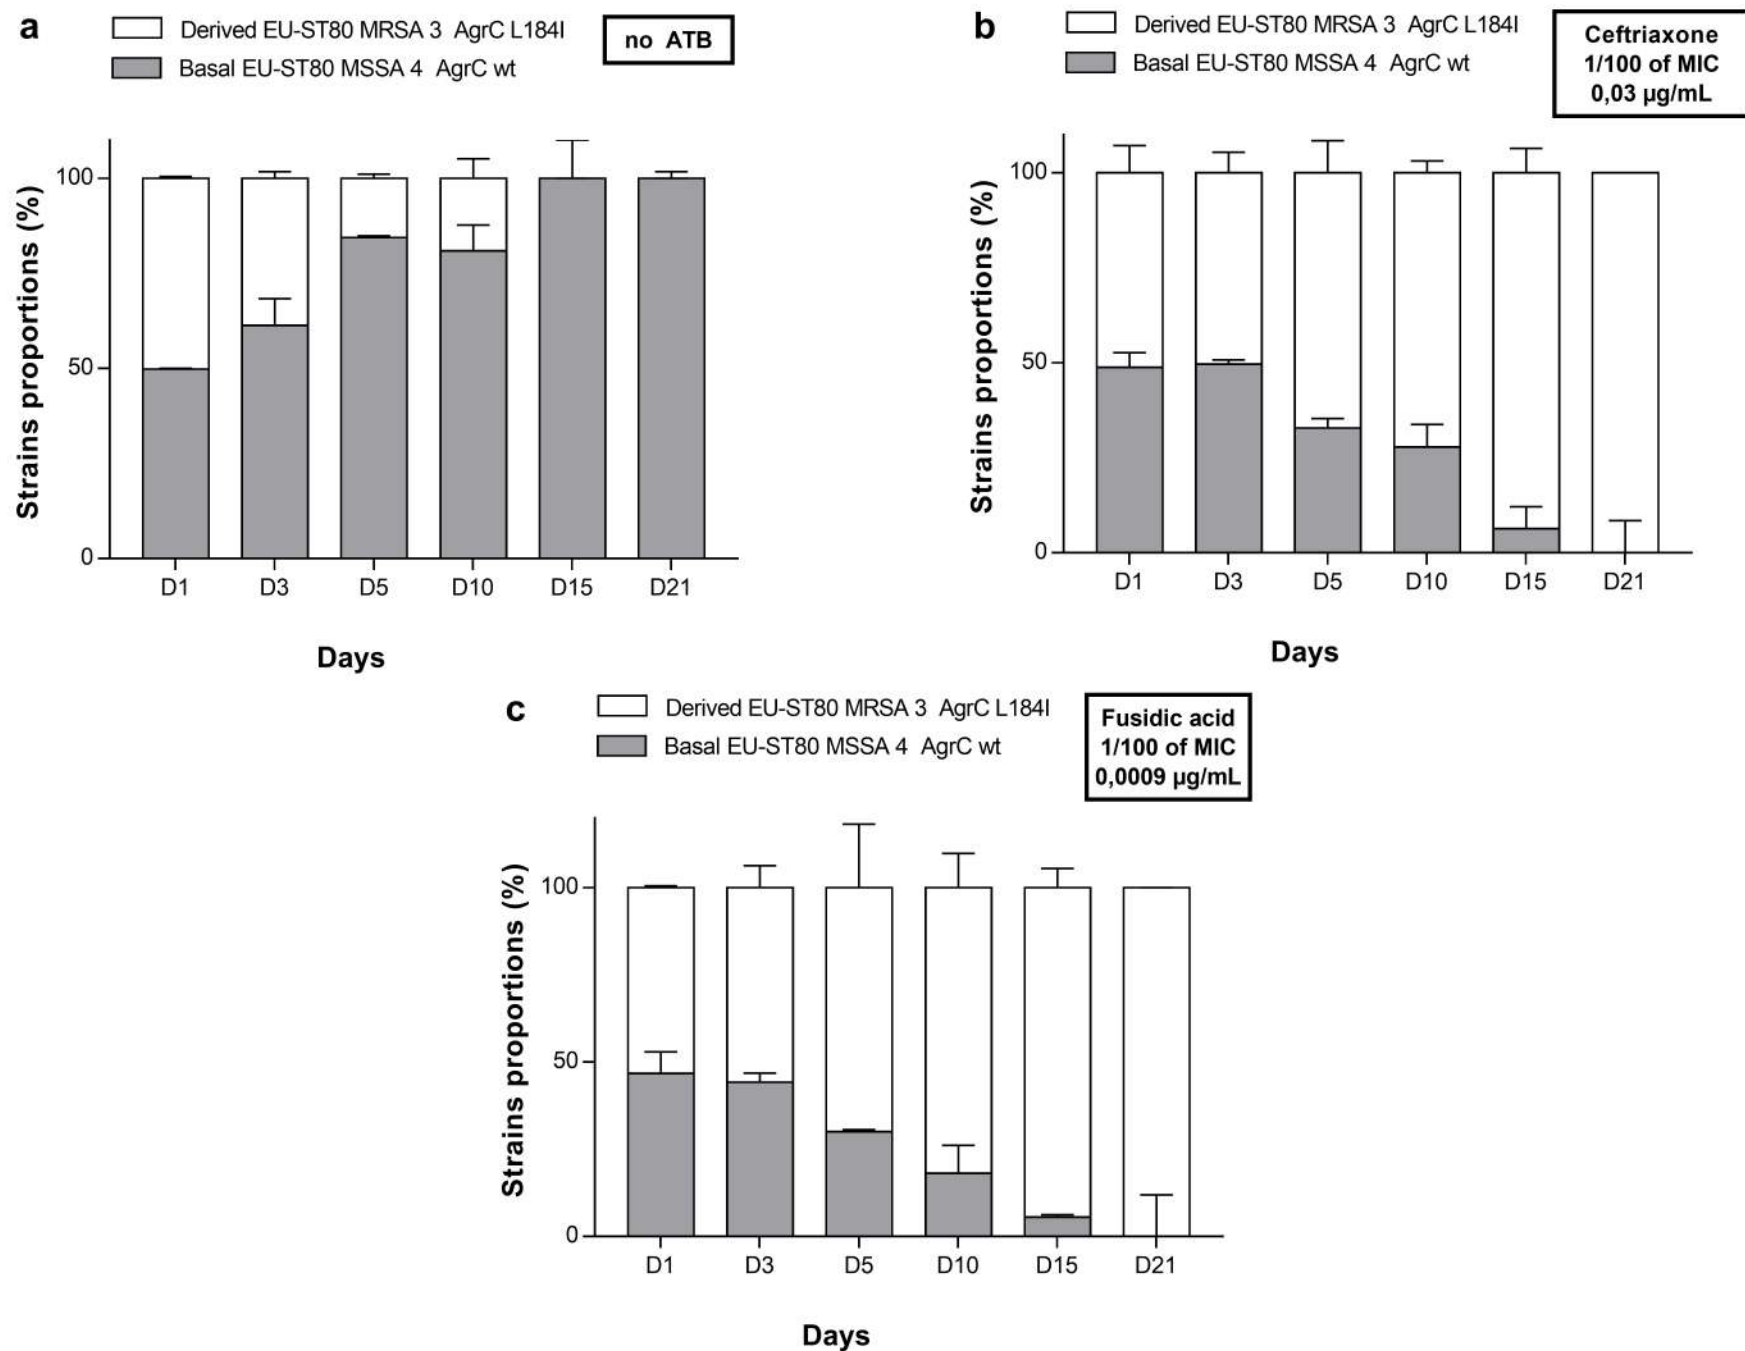 a
Derived EU-ST80 MRSA 3 AgrC L184I
Basal EU-ST80 MSSA 4 AgrC wt
no ATB
Strains proportions (%)
100
50
0
D1 D3 D5 D10 D15 D21
Days
b
Derived EU-ST80 MRSA 3 AgrC L184I
Basal EU-ST80 MSSA 4 AgrC wt
Ceftriaxone
1/100 of MIC
0,03 µg/mL
Strains proportions (%)
100
50
0
D1 D3 D5 D10 D15 D21
Days
c
Derived EU-ST80 MRSA 3 AgrC L184I
Basal EU-ST80 MSSA 4 AgrC wt
Fusidic acid
1/100 of MIC
0,0009 µg/mL
Strains proportions (%)
100
50
0
D1 D3 D5 D10 D15 D21
Days